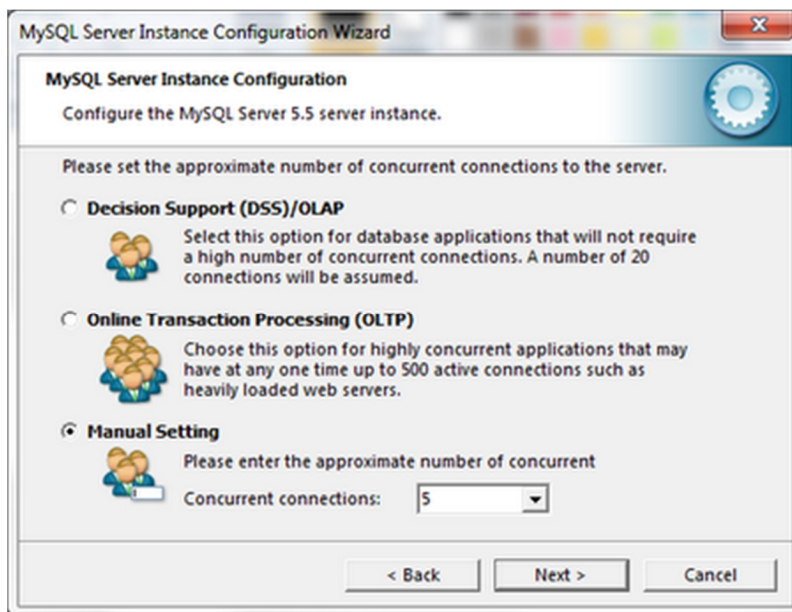 MySQL Server Instance Configuration Wizard
MySQL Server Instance Configuration
Configure the MySQL Server 5.5 server instance.
Please set the approximate number of concurrent connections to the server.
Decision Support (DSS)/OLAP
Select this option for database applications that will not require
a high number of concurrent connections. A number of 20
connections will be assumed.
Online Transaction Processing (OLTP)
Choose this option for highly concurrent applications that may
have at any one time up to 500 active connections such as
heavily loaded web servers.
Manual Setting
Please enter the approximate number of concurrent
Concurrent connections: 5
< Back Next > Cancel